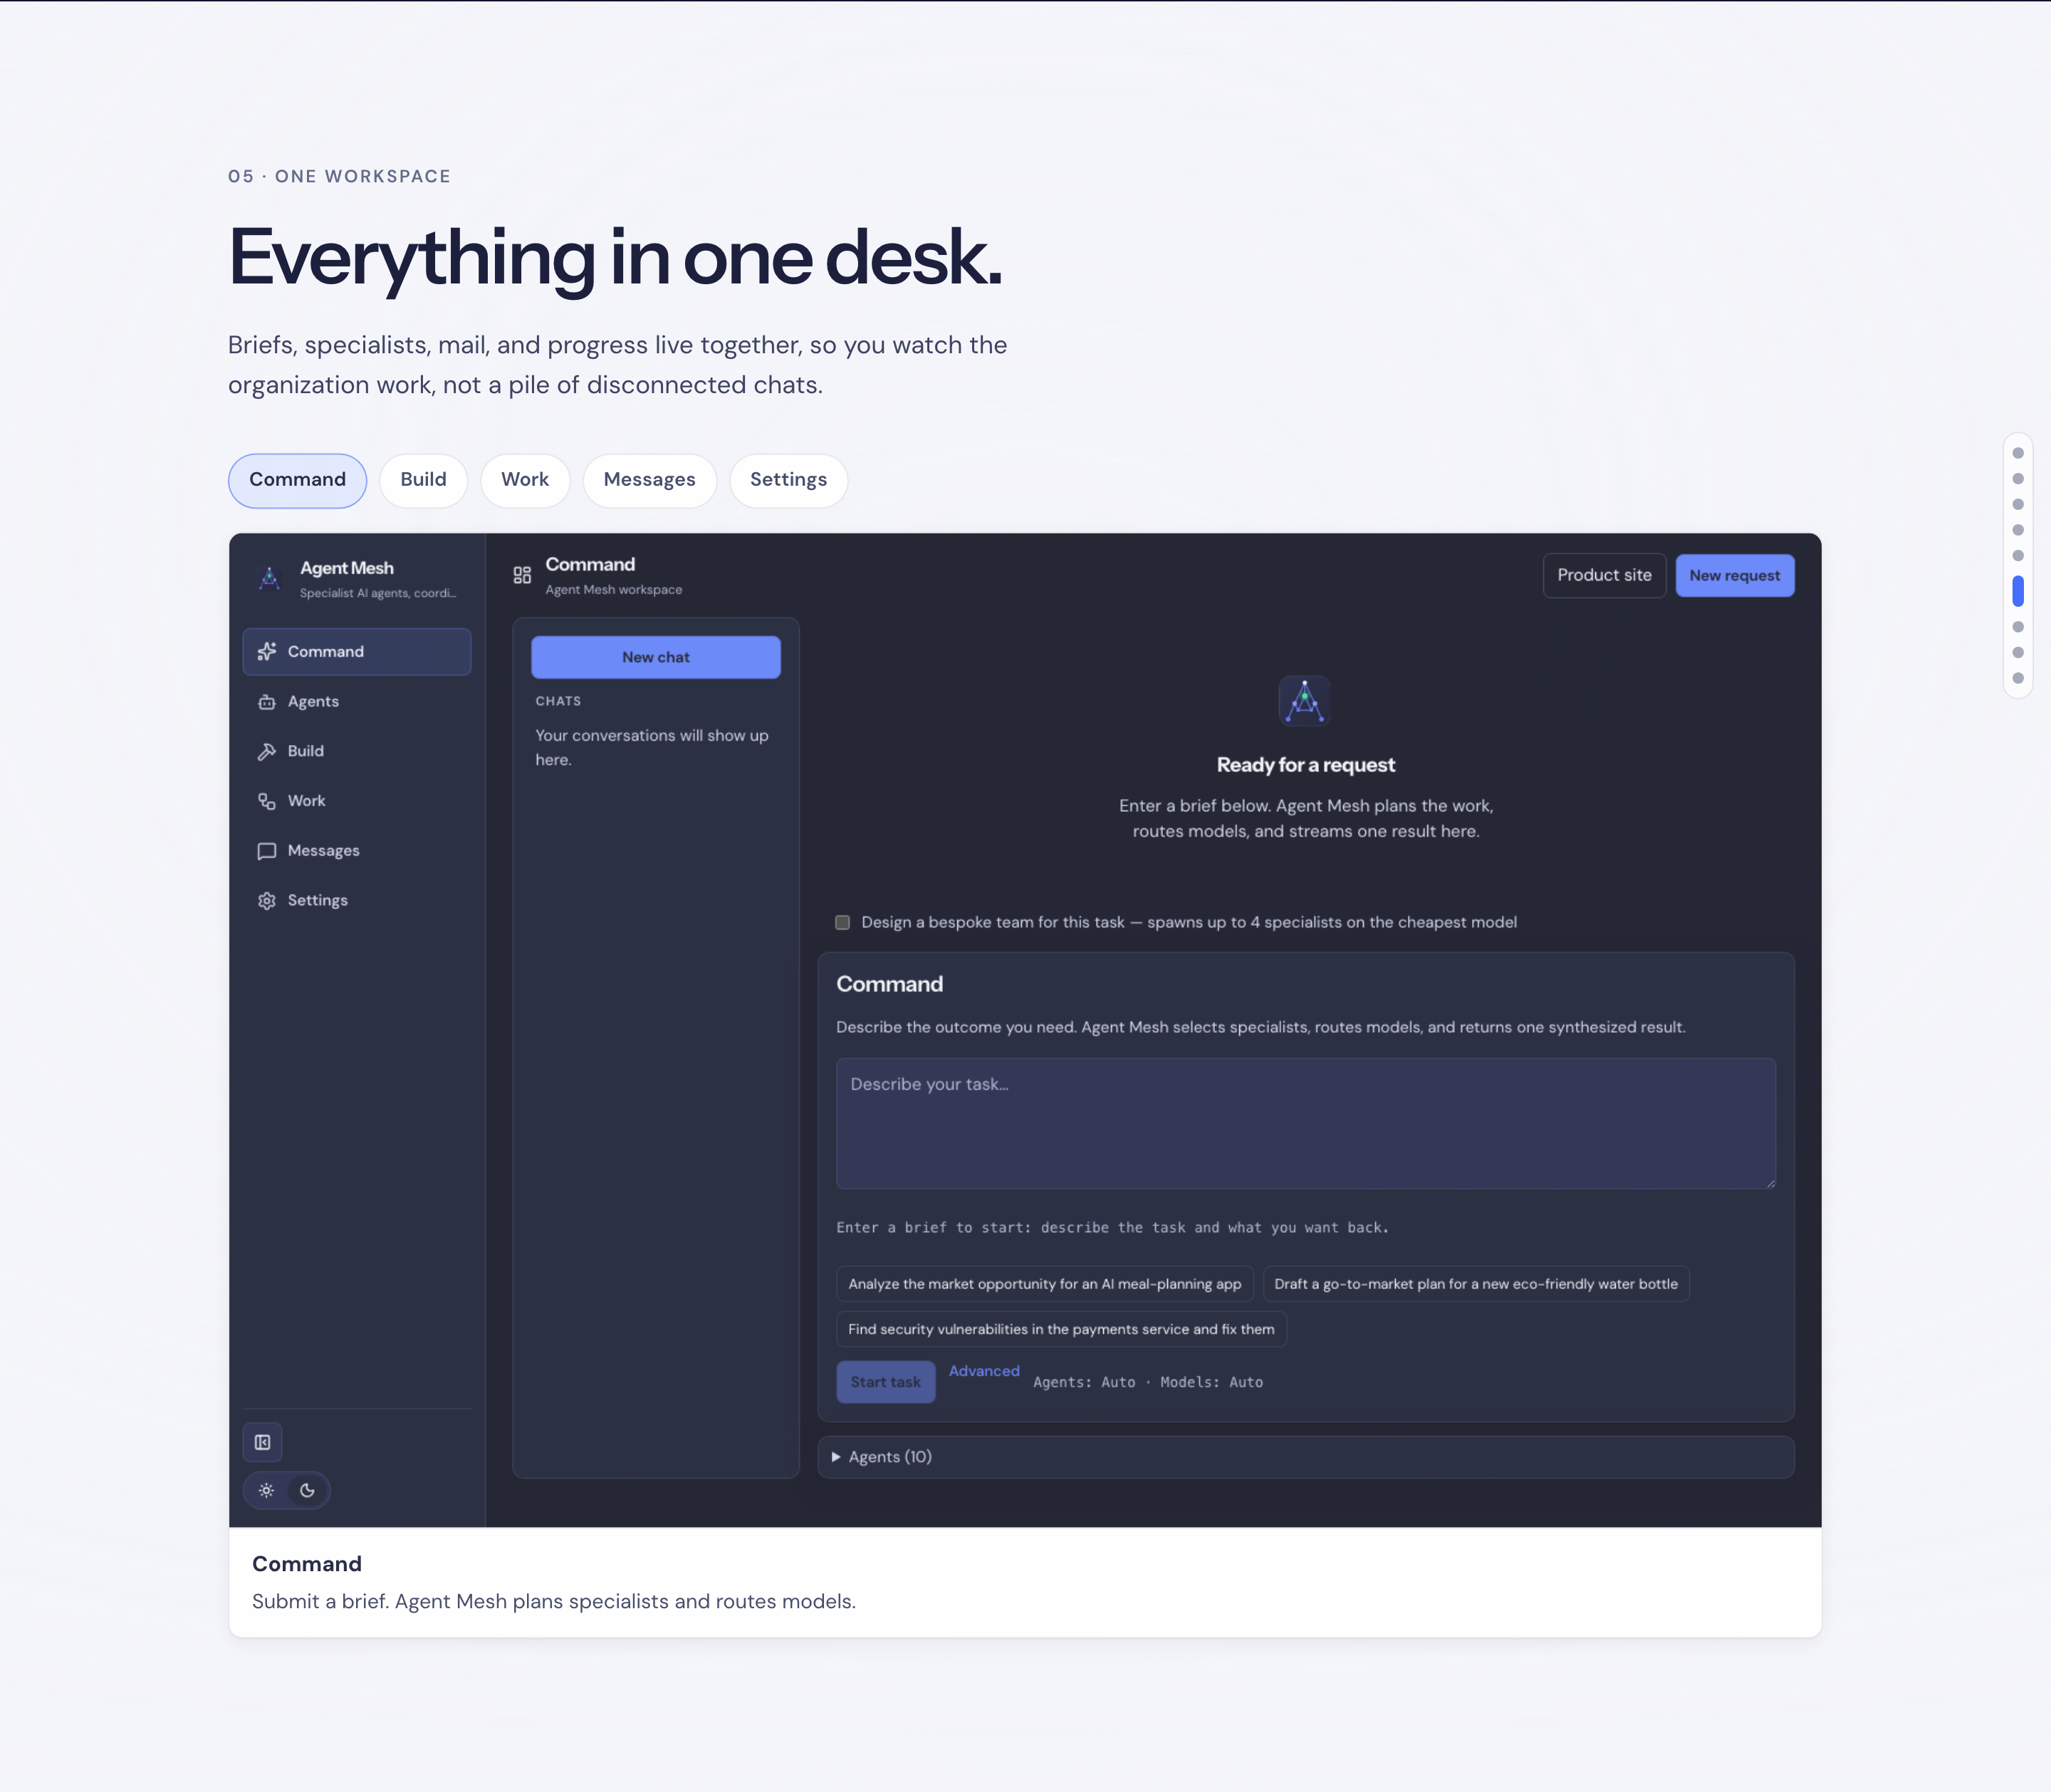 05 · ONE WORKSPACE
Everything in one desk.
Briefs, specialists, mail, and progress live together, so you watch the
organization work, not a pile of disconnected chats.
Command
Build
Work
Messages
Settings
Agent Mesh
Specialist AI agents, coordi...
Command
Agents
Build
Work
Messages
Settings
Command
Agent Mesh workspace
Product site
New request
New chat
CHATS
Your conversations will show up
here.
Ready for a request
Enter a brief below. Agent Mesh plans the work,
routes models, and streams one result here.
Design a bespoke team for this task — spawns up to 4 specialists on the cheapest model
Command
Describe the outcome you need. Agent Mesh selects specialists, routes models, and returns one synthesized result.
Describe your task...
Enter a brief to start: describe the task and what you want back.
Analyze the market opportunity for an AI meal-planning app
Draft a go-to-market plan for a new eco-friendly water bottle
Find security vulnerabilities in the payments service and fix them
Start task
Advanced
Agents: Auto · Models: Auto
Agents (10)
Command
Submit a brief. Agent Mesh plans specialists and routes models.